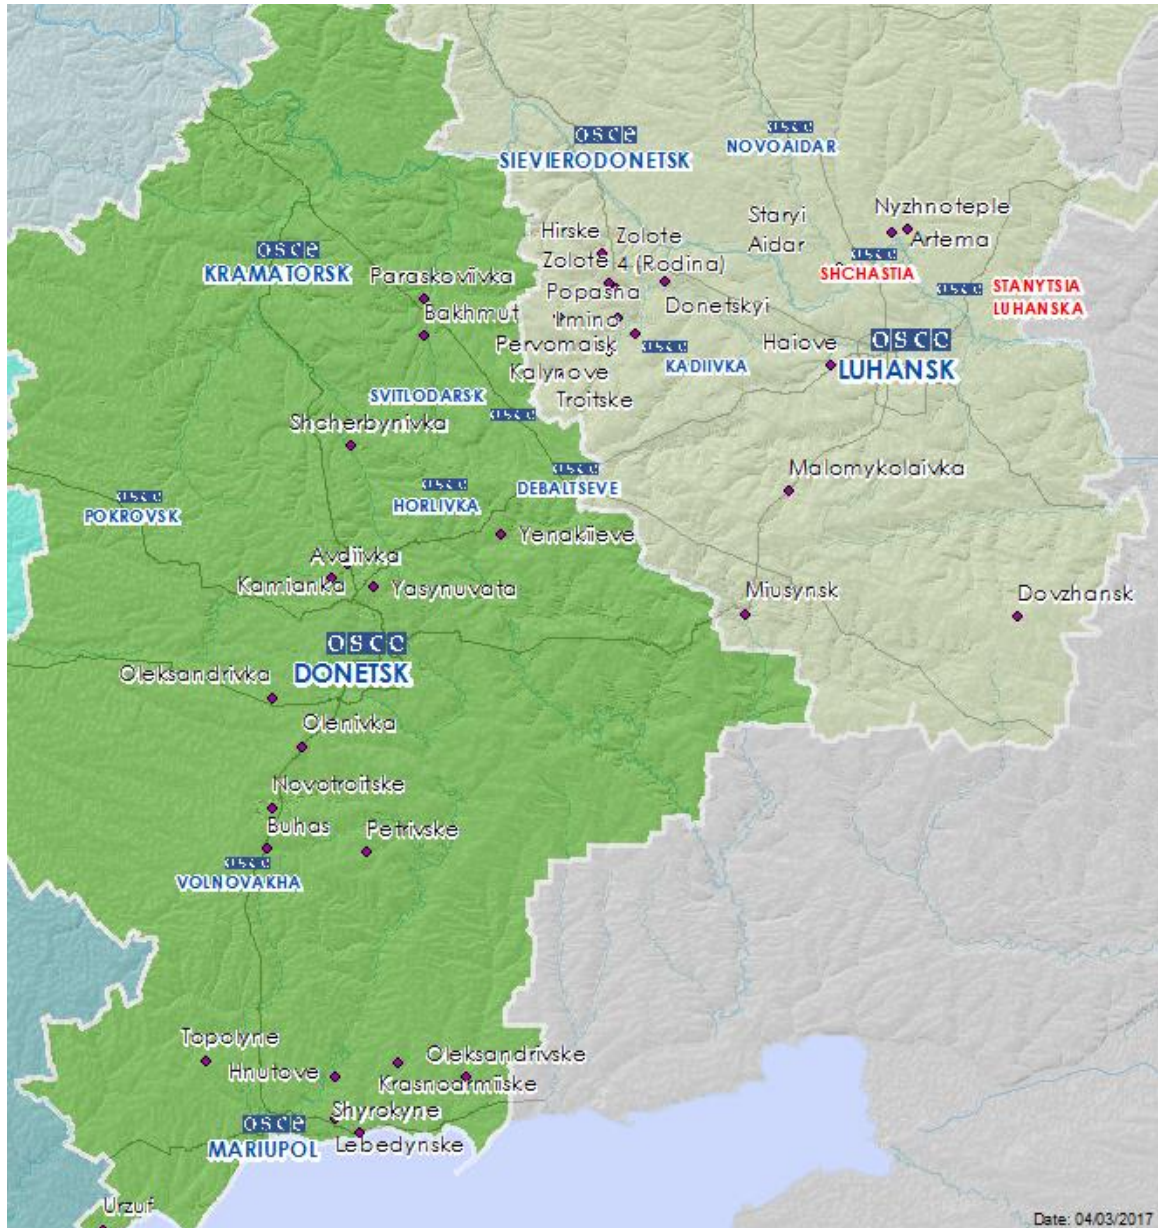 osce
SIEVIERODONETSK
osce
NOVOAIDAR
Staryi
Aidar
Nyzhnoteple
Artema
osce
SHCHASTIA
osce
STANYTSIA
LUHANSKA
osce
KRAMATORSK
Hirske
Zolote
Zolote
4 (Rodina)
Paraskoviivka
Popasna
Donetskyi
Bakhmut
Irmino
Pervomaisk
osce
KADIIVKA
Haiove
osce
LUHANSK
Kalynove
Troitske
SVITLODARSK
osce
Shcherbynivka
osce
DEBALTSEVE
Malomykolaivka
osce
HORLIVKA
osce
POKROVSK
Yenakiieve
Avdiivka
Kamianka
Yasynuvata
Miusynsk
Dovzhansk
osce
DONETSK
Oleksandrivka
Olenivka
Novotroitske
Buhas
Petrivske
osce
VOLNOVAKHA
Topolyne
Hnutove
Oleksandrivske
Krasnoarmiiske
Shyrokyne
osce
MARIUPOL
Lebedynske
Urzuf
Date: 04/03/2017